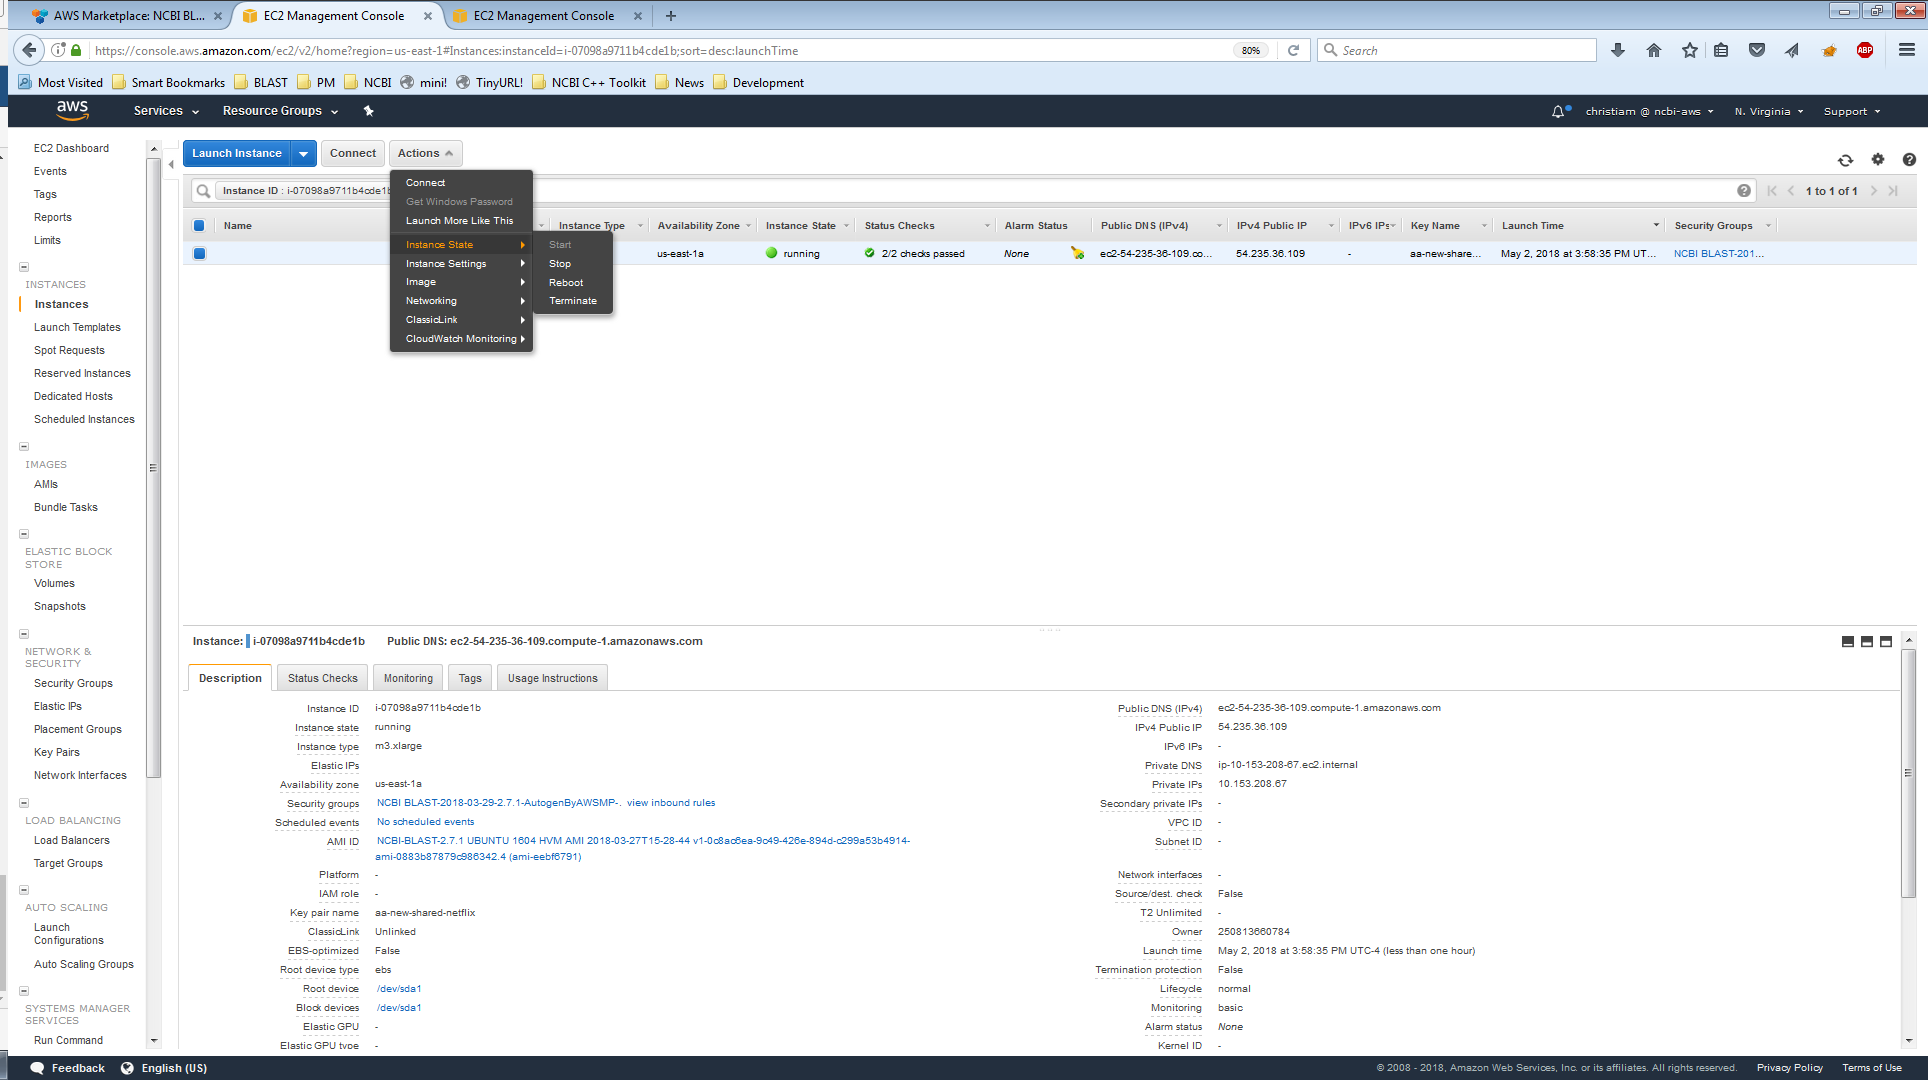 AWS Marketplace: NCBI BL...
EC2 Management Console
EC2 Management Console
https://console.aws.amazon.com/ec2/v2/home?region=us-east-1#Instances:instanceId=i-07098a9711b4cde1b;sort=desc:launchTime
80%
Search
ABP
Most Visited
Smart Bookmarks
BLAST
PM
NCBI
mini!
TinyURL!
NCBI C++ Toolkit
News
Development
aws
Services
Resource Groups
christiam @ ncbi-aws
N. Virginia
Support
EC2 Dashboard
Events
Tags
Reports
Limits
INSTANCES
Instances
Launch Templates
Spot Requests
Reserved Instances
Dedicated Hosts
Scheduled Instances
IMAGES
AMIs
Bundle Tasks
ELASTIC BLOCK
STORE
Volumes
Snapshots
NETWORK &
SECURITY
Security Groups
Elastic IPs
Placement Groups
Key Pairs
Network Interfaces
LOAD BALANCING
Load Balancers
Target Groups
AUTO SCALING
Launch
Configurations
Auto Scaling Groups
SYSTEMS MANAGER
SERVICES
Run Command
Launch Instance
Connect
Actions
Instance ID : i-07098a9711b4cde1b
1 to 1 of 1
Connect
Get Windows Password
Launch More Like This
Instance State
Instance Settings
Image
Networking
ClassicLink
CloudWatch Monitoring
Start
Stop
Reboot
Terminate
Name
Instance Type
Availability Zone
Instance State
Status Checks
Alarm Status
Public DNS (IPv4)
IPv4 Public IP
IPv6 IPs
Key Name
Launch Time
Security Groups
us-east-1a
running
2/2 checks passed
None
ec2-54-235-36-109.co...
54.235.36.109
-
aa-new-share...
May 2, 2018 at 3:58:35 PM UT...
NCBI BLAST-201...
Instance: i-07098a9711b4cde1b Public DNS: ec2-54-235-36-109.compute-1.amazonaws.com
Description
Status Checks
Monitoring
Tags
Usage Instructions
Instance ID i-07098a9711b4cde1b
Instance state running
Instance type m3.xlarge
Elastic IPs
Availability zone us-east-1a
Security groups NCBI BLAST-2018-03-29-2.7.1-AutogenByAWSMP-. view inbound rules
Scheduled events No scheduled events
AMI ID NCBI-BLAST-2.7.1 UBUNTU 1604 HVM AMI 2018-03-27T15-28-44 v1-0c8ac6ea-9c49-426e-894d-c299a53b4914-
ami-0883b87879c986342.4 (ami-eebf6791)
Platform -
IAM role -
Key pair name aa-new-shared-netflix
ClassicLink Unlinked
EBS-optimized False
Root device type ebs
Root device /dev/sda1
Block devices /dev/sda1
Elastic GPU -
Elastic GPU type -
Public DNS (IPv4) ec2-54-235-36-109.compute-1.amazonaws.com
IPv4 Public IP 54.235.36.109
IPv6 IPs -
Private DNS ip-10-153-208-67.ec2.internal
Private IPs 10.153.208.67
Secondary private IPs -
VPC ID -
Subnet ID -
Network interfaces -
Source/dest. check False
T2 Unlimited -
Owner 250813660784
Launch time May 2, 2018 at 3:58:35 PM UTC-4 (less than one hour)
Termination protection False
Lifecycle normal
Monitoring basic
Alarm status None
Kernel ID -
Feedback
English (US)
© 2008 - 2018, Amazon Web Services, Inc. or its affiliates. All rights reserved.
Privacy Policy
Terms of Use